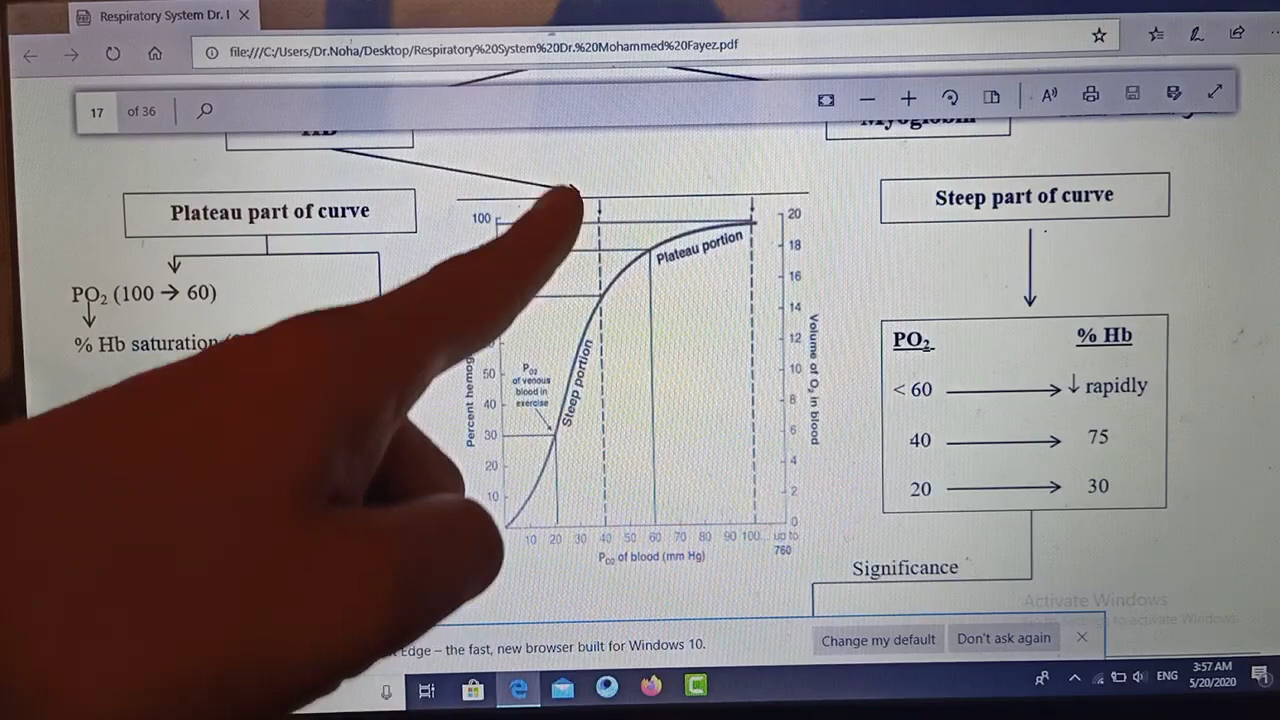 Respiratory System Dr. I
file:///C:/Users/Dr.Noha/Desktop/Respiratory%20System%20Dr.%20Mohammed%20Fayez.pdf
17 of 36
Myoglobin
Plateau part of curve
PO2 (100 → 60)
% Hb saturation
100
50
40
30
20
10
Percent hemog
PO2
of venous
blood in
exercise
Steep portion
Plateau portion
20
18
16
14
12
10
8
6
4
2
0
Volume of O2 in blood
10 20 30 40 50 60 70 80 90 100 up to
760
PO2 of blood (mm Hg)
Steep part of curve
PO2 % Hb
< 60 → ↓ rapidly
40 → 75
20 → 30
Significance
Activate Windows
to activate Windows.
Edge – the fast, new browser built for Windows 10.
Change my default
Don't ask again
ENG
3:57 AM
5/20/2020